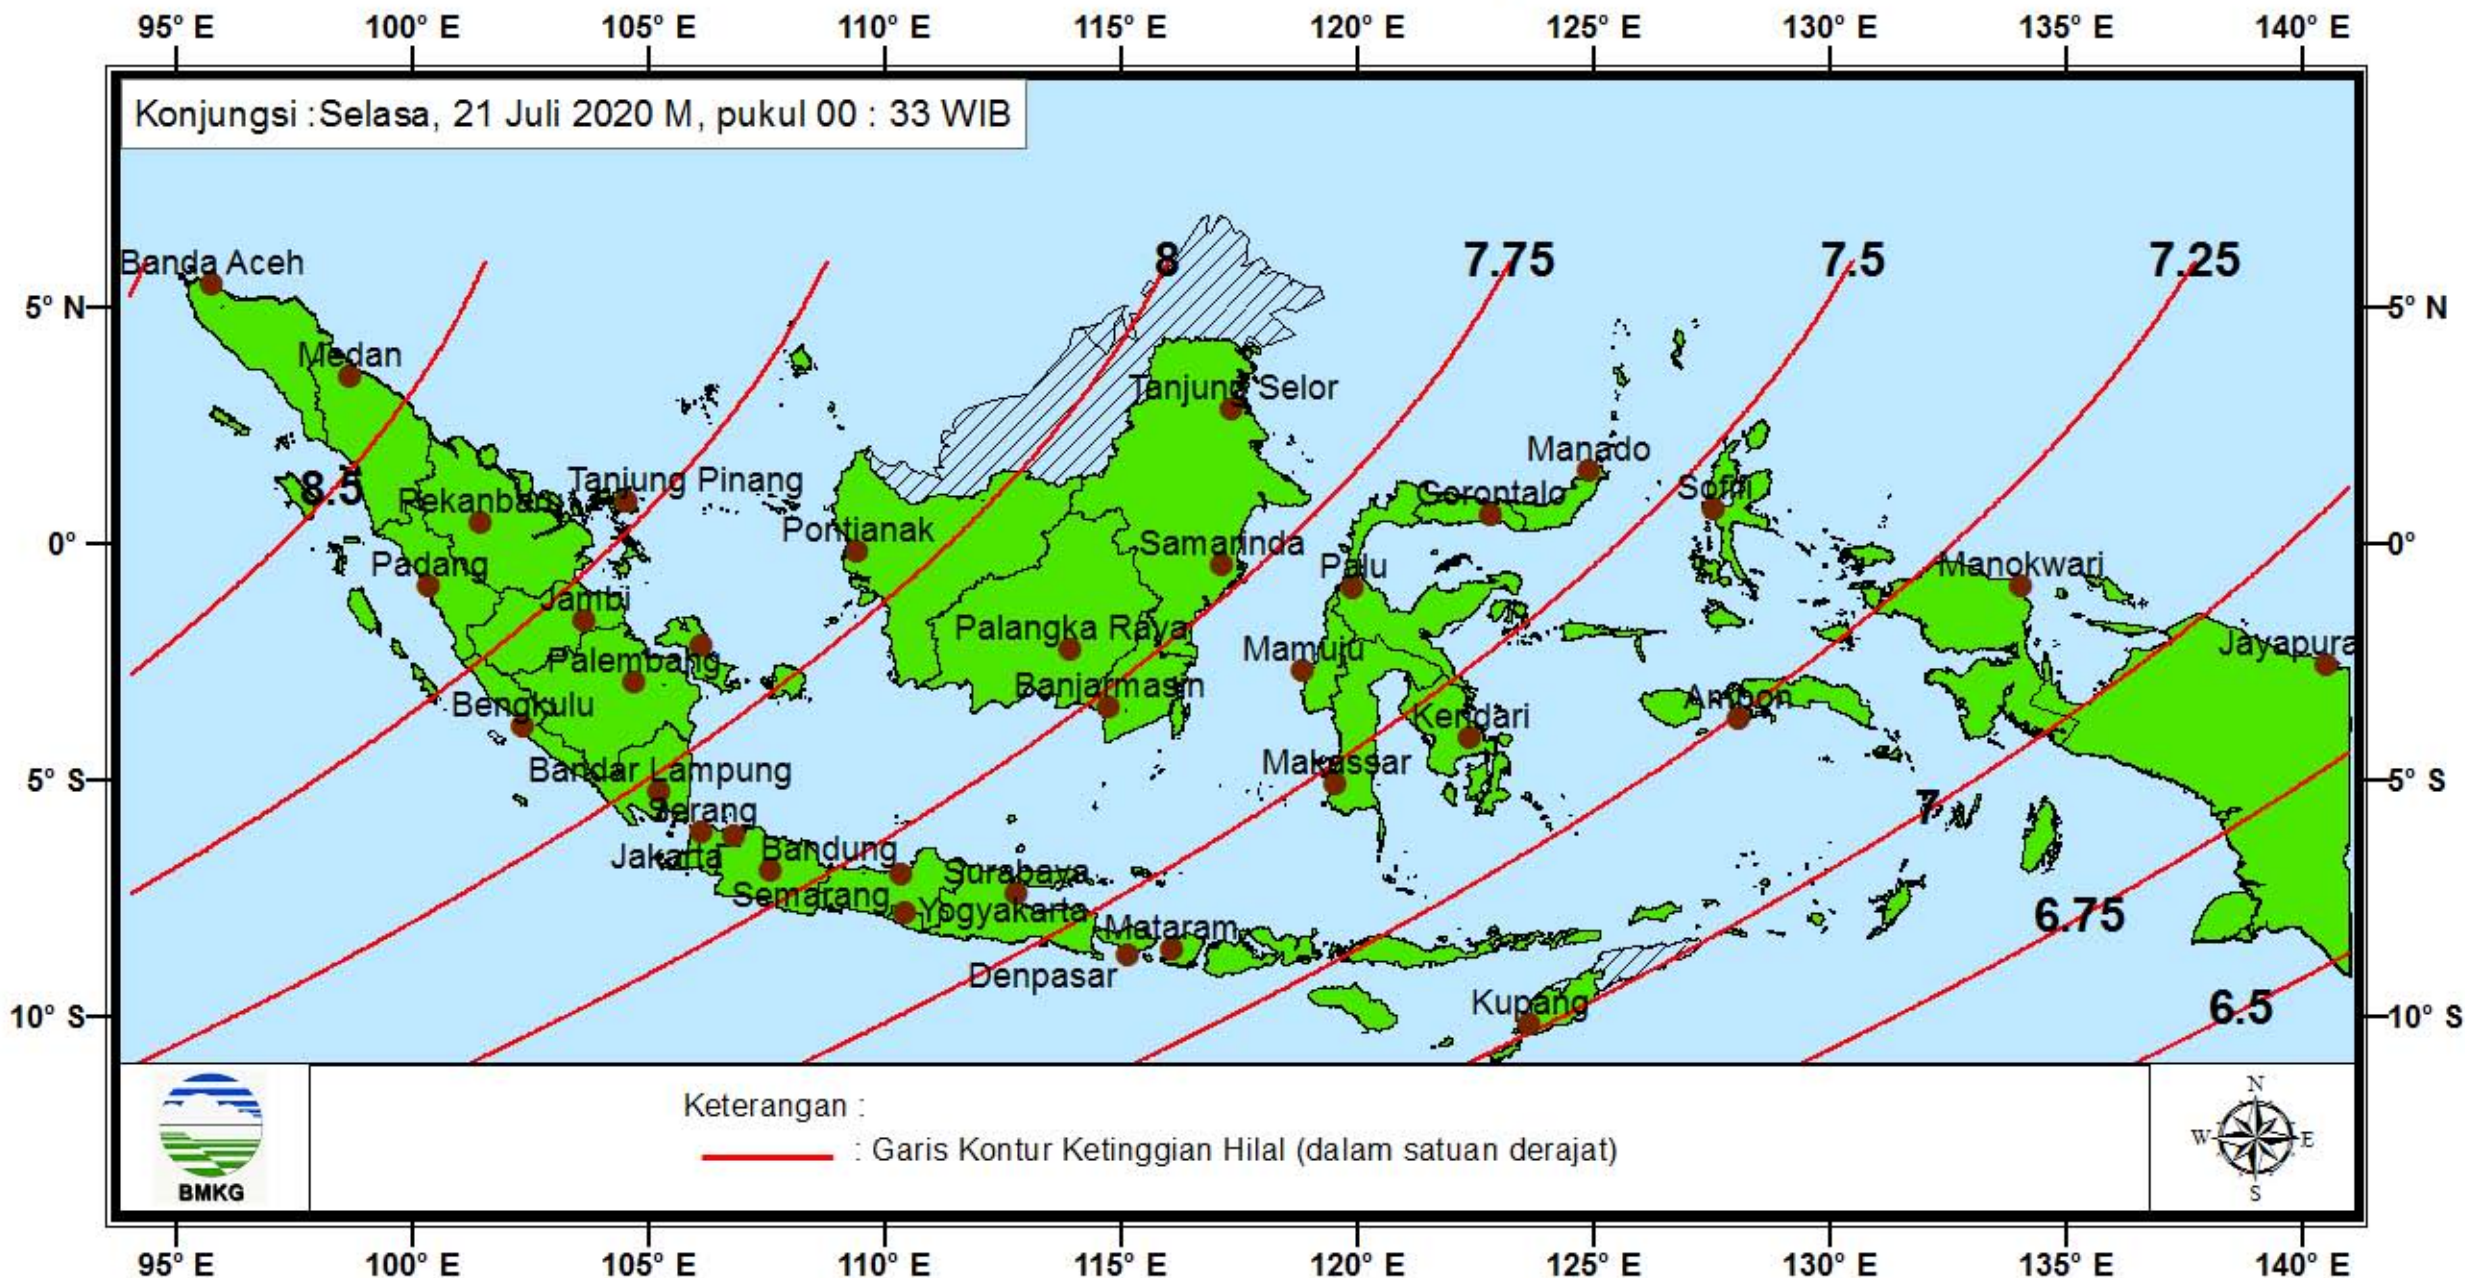 95° E 100° E 105° E 110° E 115° E 120° E 125° E 130° E 135° E 140° E
Konjungsi :Selasa, 21 Juli 2020 M, pukul 00 : 33 WIB
Banda Aceh 8 7.75 7.5 7.25
5° N 5° N
Medan
Tanjung Selor
Manado
8.5 Pekanbaru Tanjung Pinang Gorontalo Sofifi
Pontianak
0° Samarinda 0°
Padang Palu Manokwari
Jambi
Palangka Raya Mamuju Jayapura
Palembang
Bengkulu Banjarmasin Kendari Ambon
5° S Bandar Lampung Makassar 5° S
Serang 7
Jakarta Bandung
Semarang Surabaya
Yogyakarta 6.75
Mataram
Denpasar
10° S Kupang 6.5 10° S
Keterangan :
: Garis Kontur Ketinggian Hilal (dalam satuan derajat)
BMKG
N
W E
S
95° E 100° E 105° E 110° E 115° E 120° E 125° E 130° E 135° E 140° E